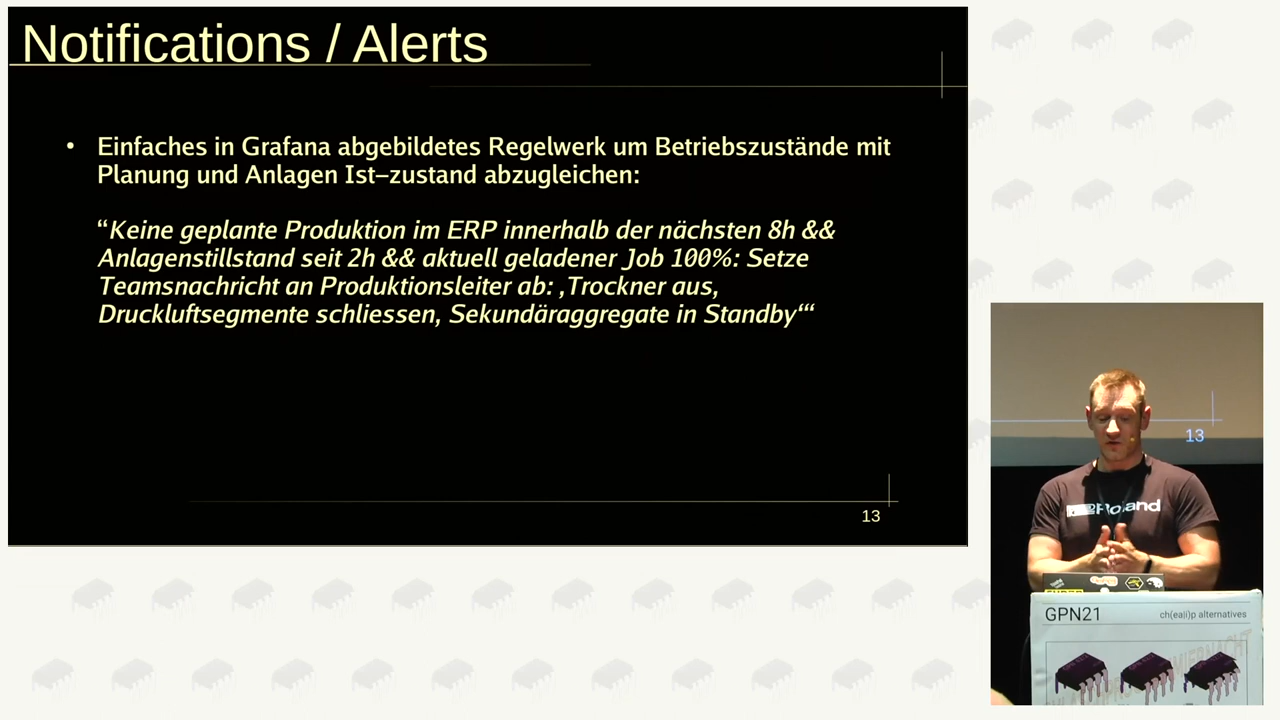 Notifications / Alerts
• Einfaches in Grafana abgebildetes Regelwerk um Betriebszustände mit
Planung und Anlagen Ist–zustand abzugleichen:
“Keine geplante Produktion im ERP innerhalb der nächsten 8h &&
Anlagenstillstand seit 2h && aktuell geladener Job 100%: Setze
Teamsnachricht an Produktionsleiter ab: ‚Trockner aus,
Druckluftsegmente schliessen, Sekundäraggregate in Standby‘“
13
13
Roland
GPN21
ch(ea|i)p alternatives